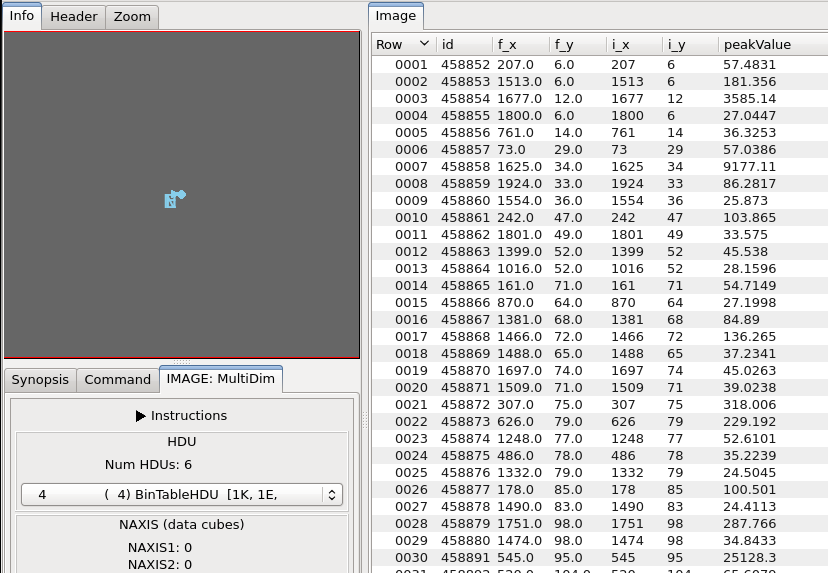 Info Header Zoom
Image
Row id f_x f_y i_x i_y peakValue
0001 458852 207.0 6.0 207 6 57.4831
0002 458853 1513.0 6.0 1513 6 181.356
0003 458854 1677.0 12.0 1677 12 3585.14
0004 458855 1800.0 6.0 1800 6 27.0447
0005 458856 761.0 14.0 761 14 36.3253
0006 458857 73.0 29.0 73 29 57.0386
0007 458858 1625.0 34.0 1625 34 9177.11
0008 458859 1924.0 33.0 1924 33 86.2817
0009 458860 1554.0 36.0 1554 36 25.873
0010 458861 242.0 47.0 242 47 103.865
0011 458862 1801.0 49.0 1801 49 33.575
0012 458863 1399.0 52.0 1399 52 45.538
0013 458864 1016.0 52.0 1016 52 28.1596
0014 458865 161.0 71.0 161 71 54.7149
0015 458866 870.0 64.0 870 64 27.1998
0016 458867 1381.0 68.0 1381 68 84.89
0017 458868 1466.0 72.0 1466 72 136.265
0018 458869 1488.0 65.0 1488 65 37.2341
0019 458870 1697.0 74.0 1697 74 45.0263
0020 458871 1509.0 71.0 1509 71 39.0238
0021 458872 307.0 75.0 307 75 318.006
0022 458873 626.0 79.0 626 79 229.192
0023 458874 1248.0 77.0 1248 77 52.6101
0024 458875 486.0 78.0 486 78 35.2239
0025 458876 1332.0 79.0 1332 79 24.5045
0026 458877 178.0 85.0 178 85 100.501
0027 458878 1490.0 83.0 1490 83 24.4113
0028 458879 1751.0 98.0 1751 98 287.766
0029 458880 1474.0 98.0 1474 98 34.8433
0030 458891 545.0 95.0 545 95 25128.3
Synopsis Command IMAGE: MultiDim
Instructions
HDU
Num HDUs: 6
4 ( 4) BinTableHDU [1K, 1E,
NAXIS (data cubes)
NAXIS1: 0
NAXIS2: 0